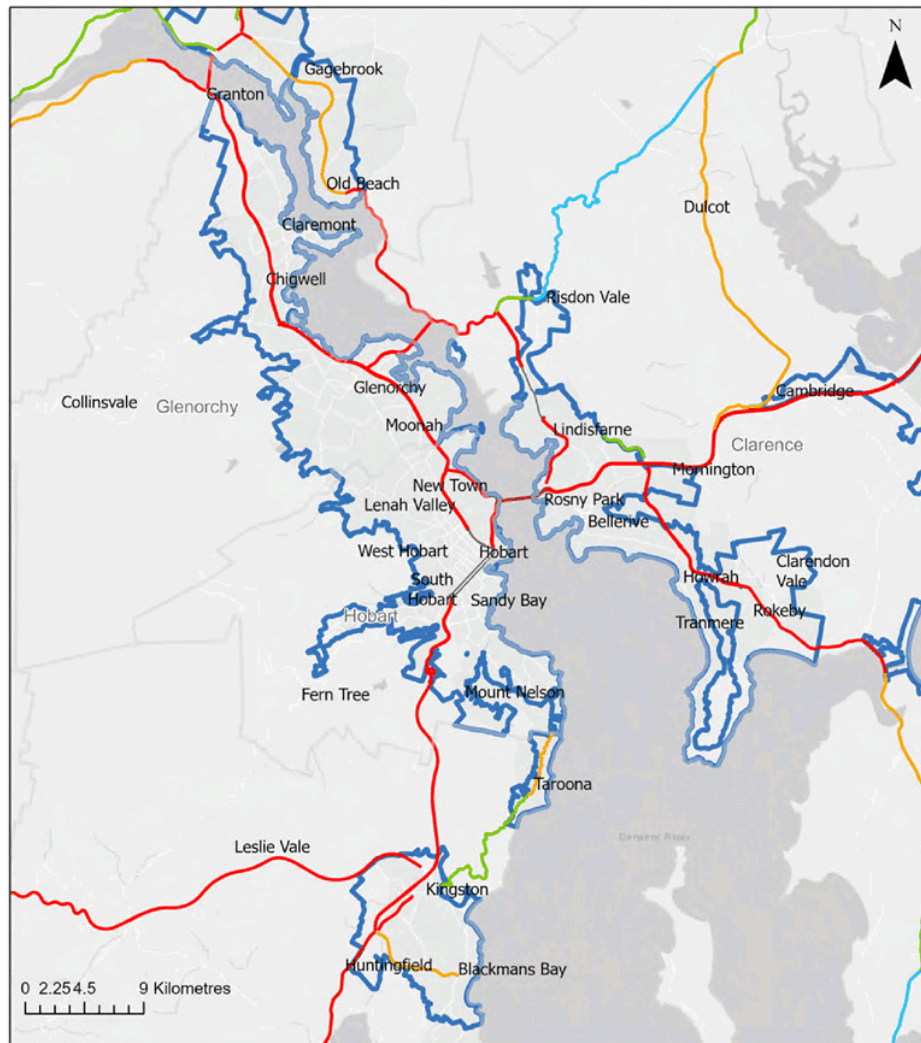 N
Gagebrook
Granton
Old Beach
Dulcot
Claremont
Chigwell
Risdon Vale
Glenorchy
Cambridge
Collinsvale
Glenorchy
Moonah
Lindisfarne
Clarence
Mornington
New Town
Rosny Park
Lenah Valley
Bellerive
West Hobart
Hobart
Clarendon
Vale
Howrah
South
Hobart
Sandy Bay
Rokeby
Hobart
Tranmere
Mount Nelson
Fern Tree
Taroona
Derwent River
Leslie Vale
Kingston
Huntingfield
Blackmans Bay
0 2.25 4.5 9 Kilometres